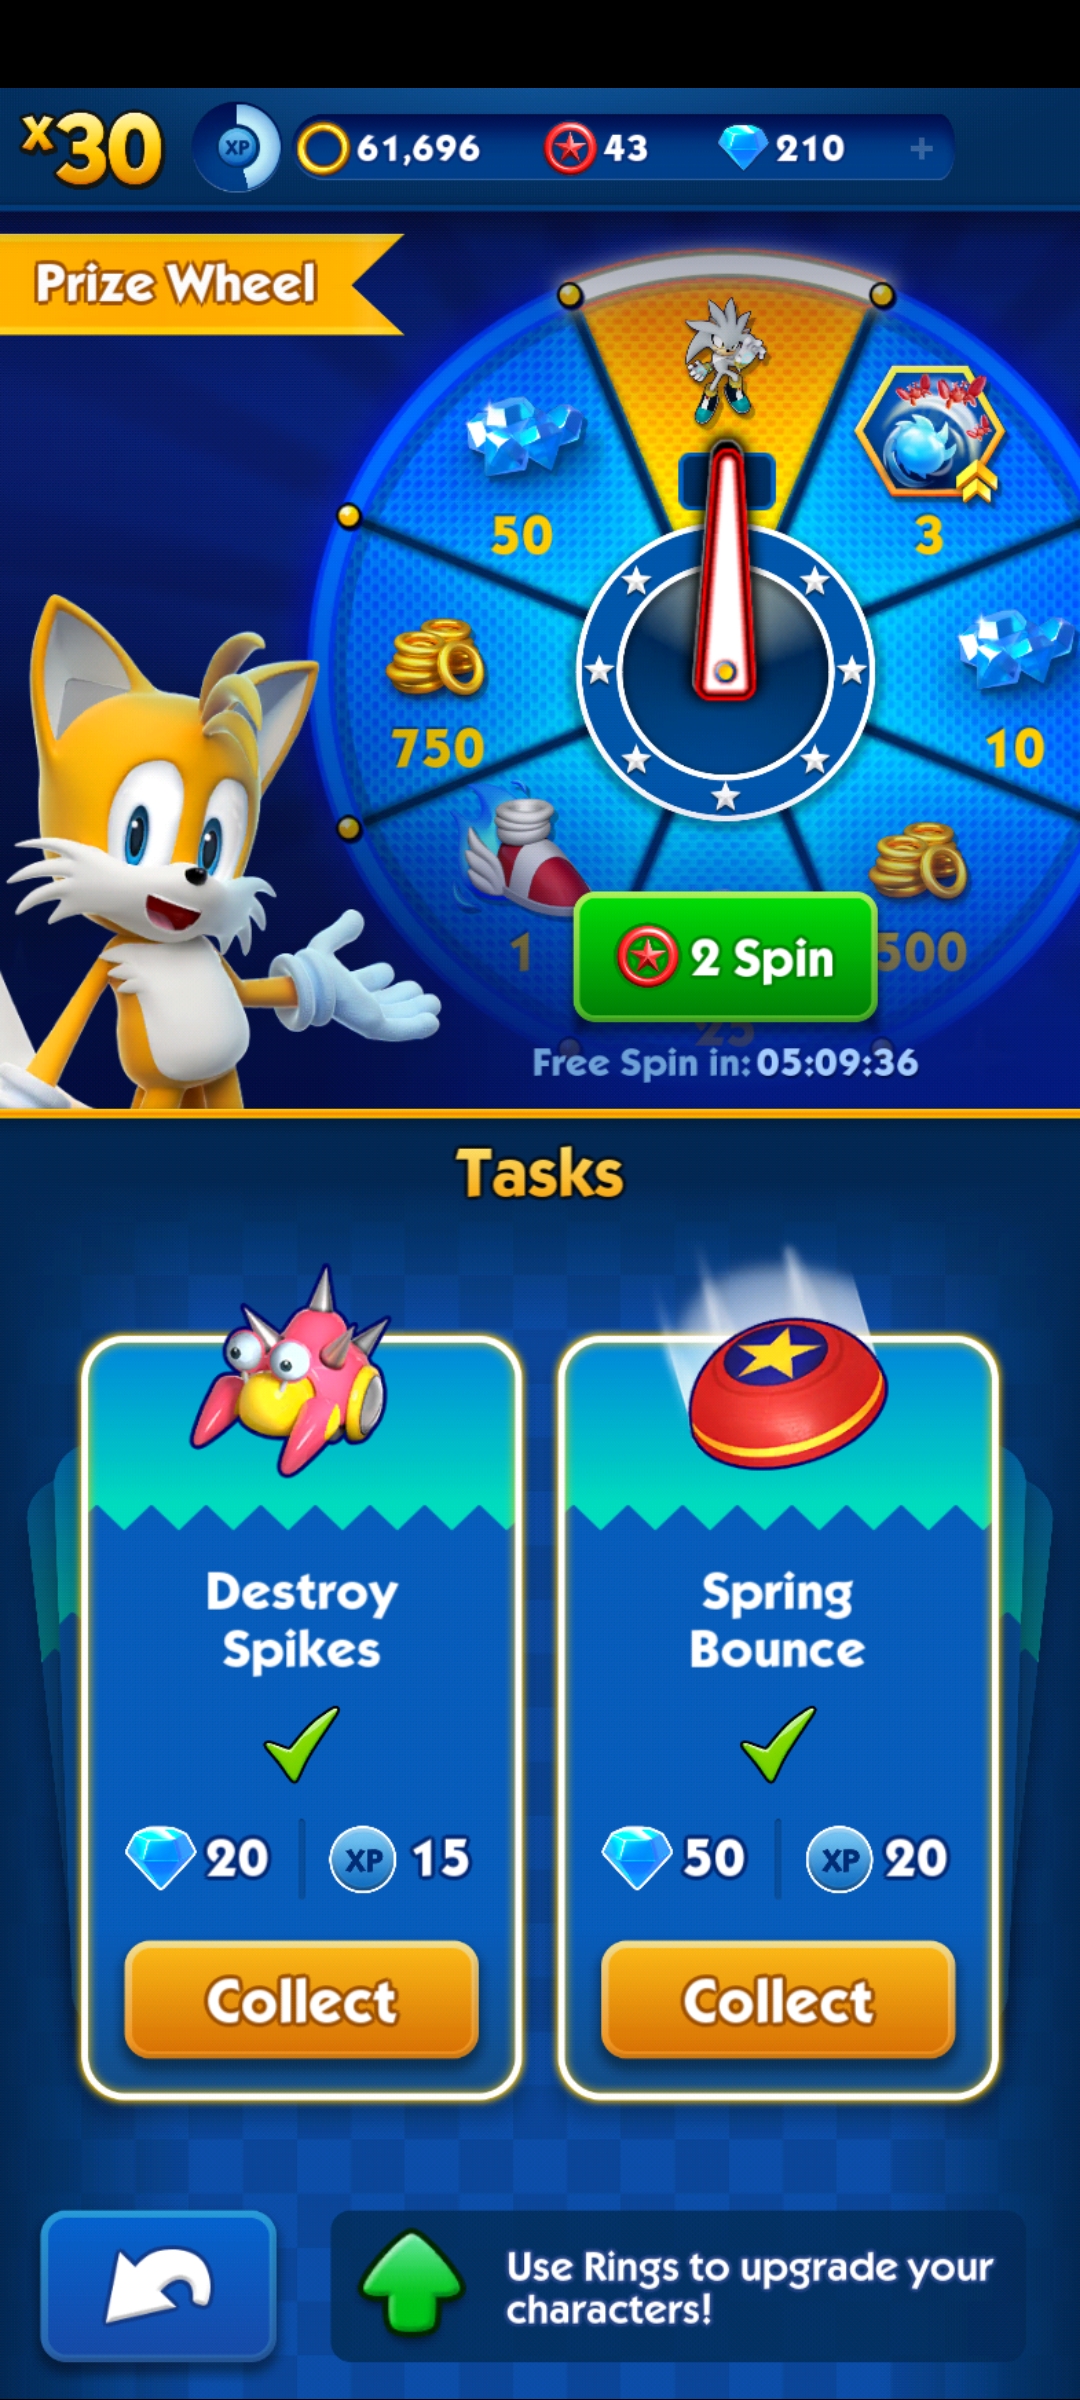 x30
XP
61,696
43
210
+
Prize Wheel
50
3
750
10
1
500
2 Spin
25
Free Spin in: 05:09:36
Tasks
Destroy
Spikes
20
XP
15
Collect
Spring
Bounce
50
XP
20
Collect
Use Rings to upgrade your
characters!